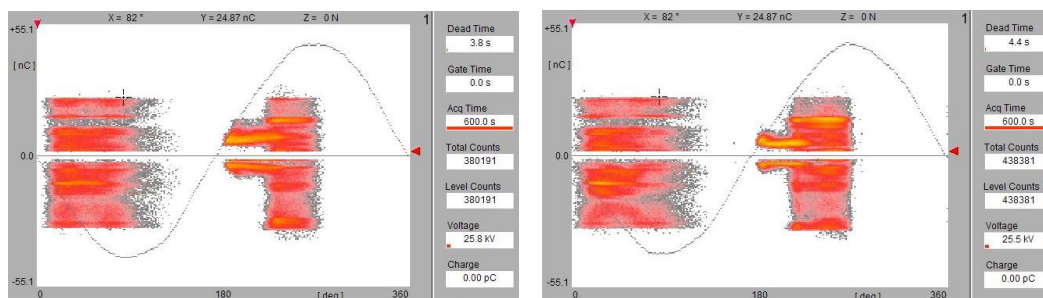 X = 82 ° Y = 24.87 nC Z = 0 N
1
+55.1
[ nC ]
0.0
-55.1
0
180
[ deg ]
360
Dead Time
3.8 s
Gate Time
0.0 s
Acq Time
600.0 s
Total Counts
380191
Level Counts
380191
Voltage
25.8 kV
Charge
0.00 pC
X = 82 ° Y = 24.87 nC Z = 0 N
1
+55.1
[ nC ]
0.0
-55.1
0
180
[ deg ]
360
Dead Time
4.4 s
Gate Time
0.0 s
Acq Time
600.0 s
Total Counts
438381
Level Counts
438381
Voltage
25.5 kV
Charge
0.00 pC